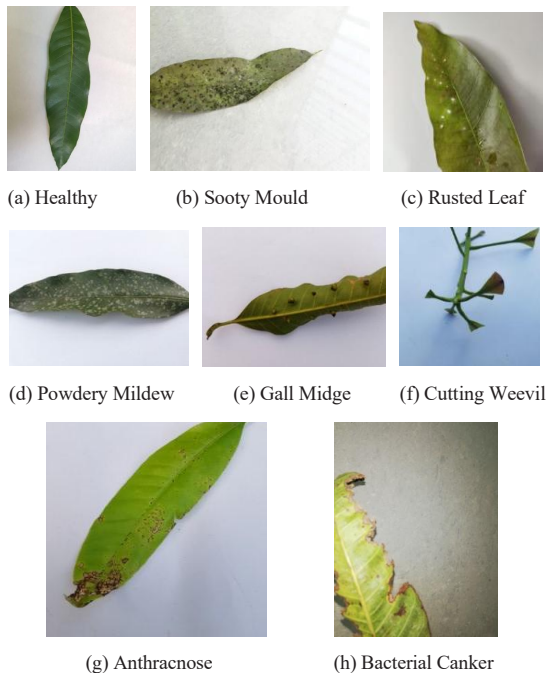 (a) Healthy
(b) Sooty Mould
(c) Rusted Leaf
(d) Powdery Mildew
(e) Gall Midge
(f) Cutting Weevil
(g) Anthracnose
(h) Bacterial Canker